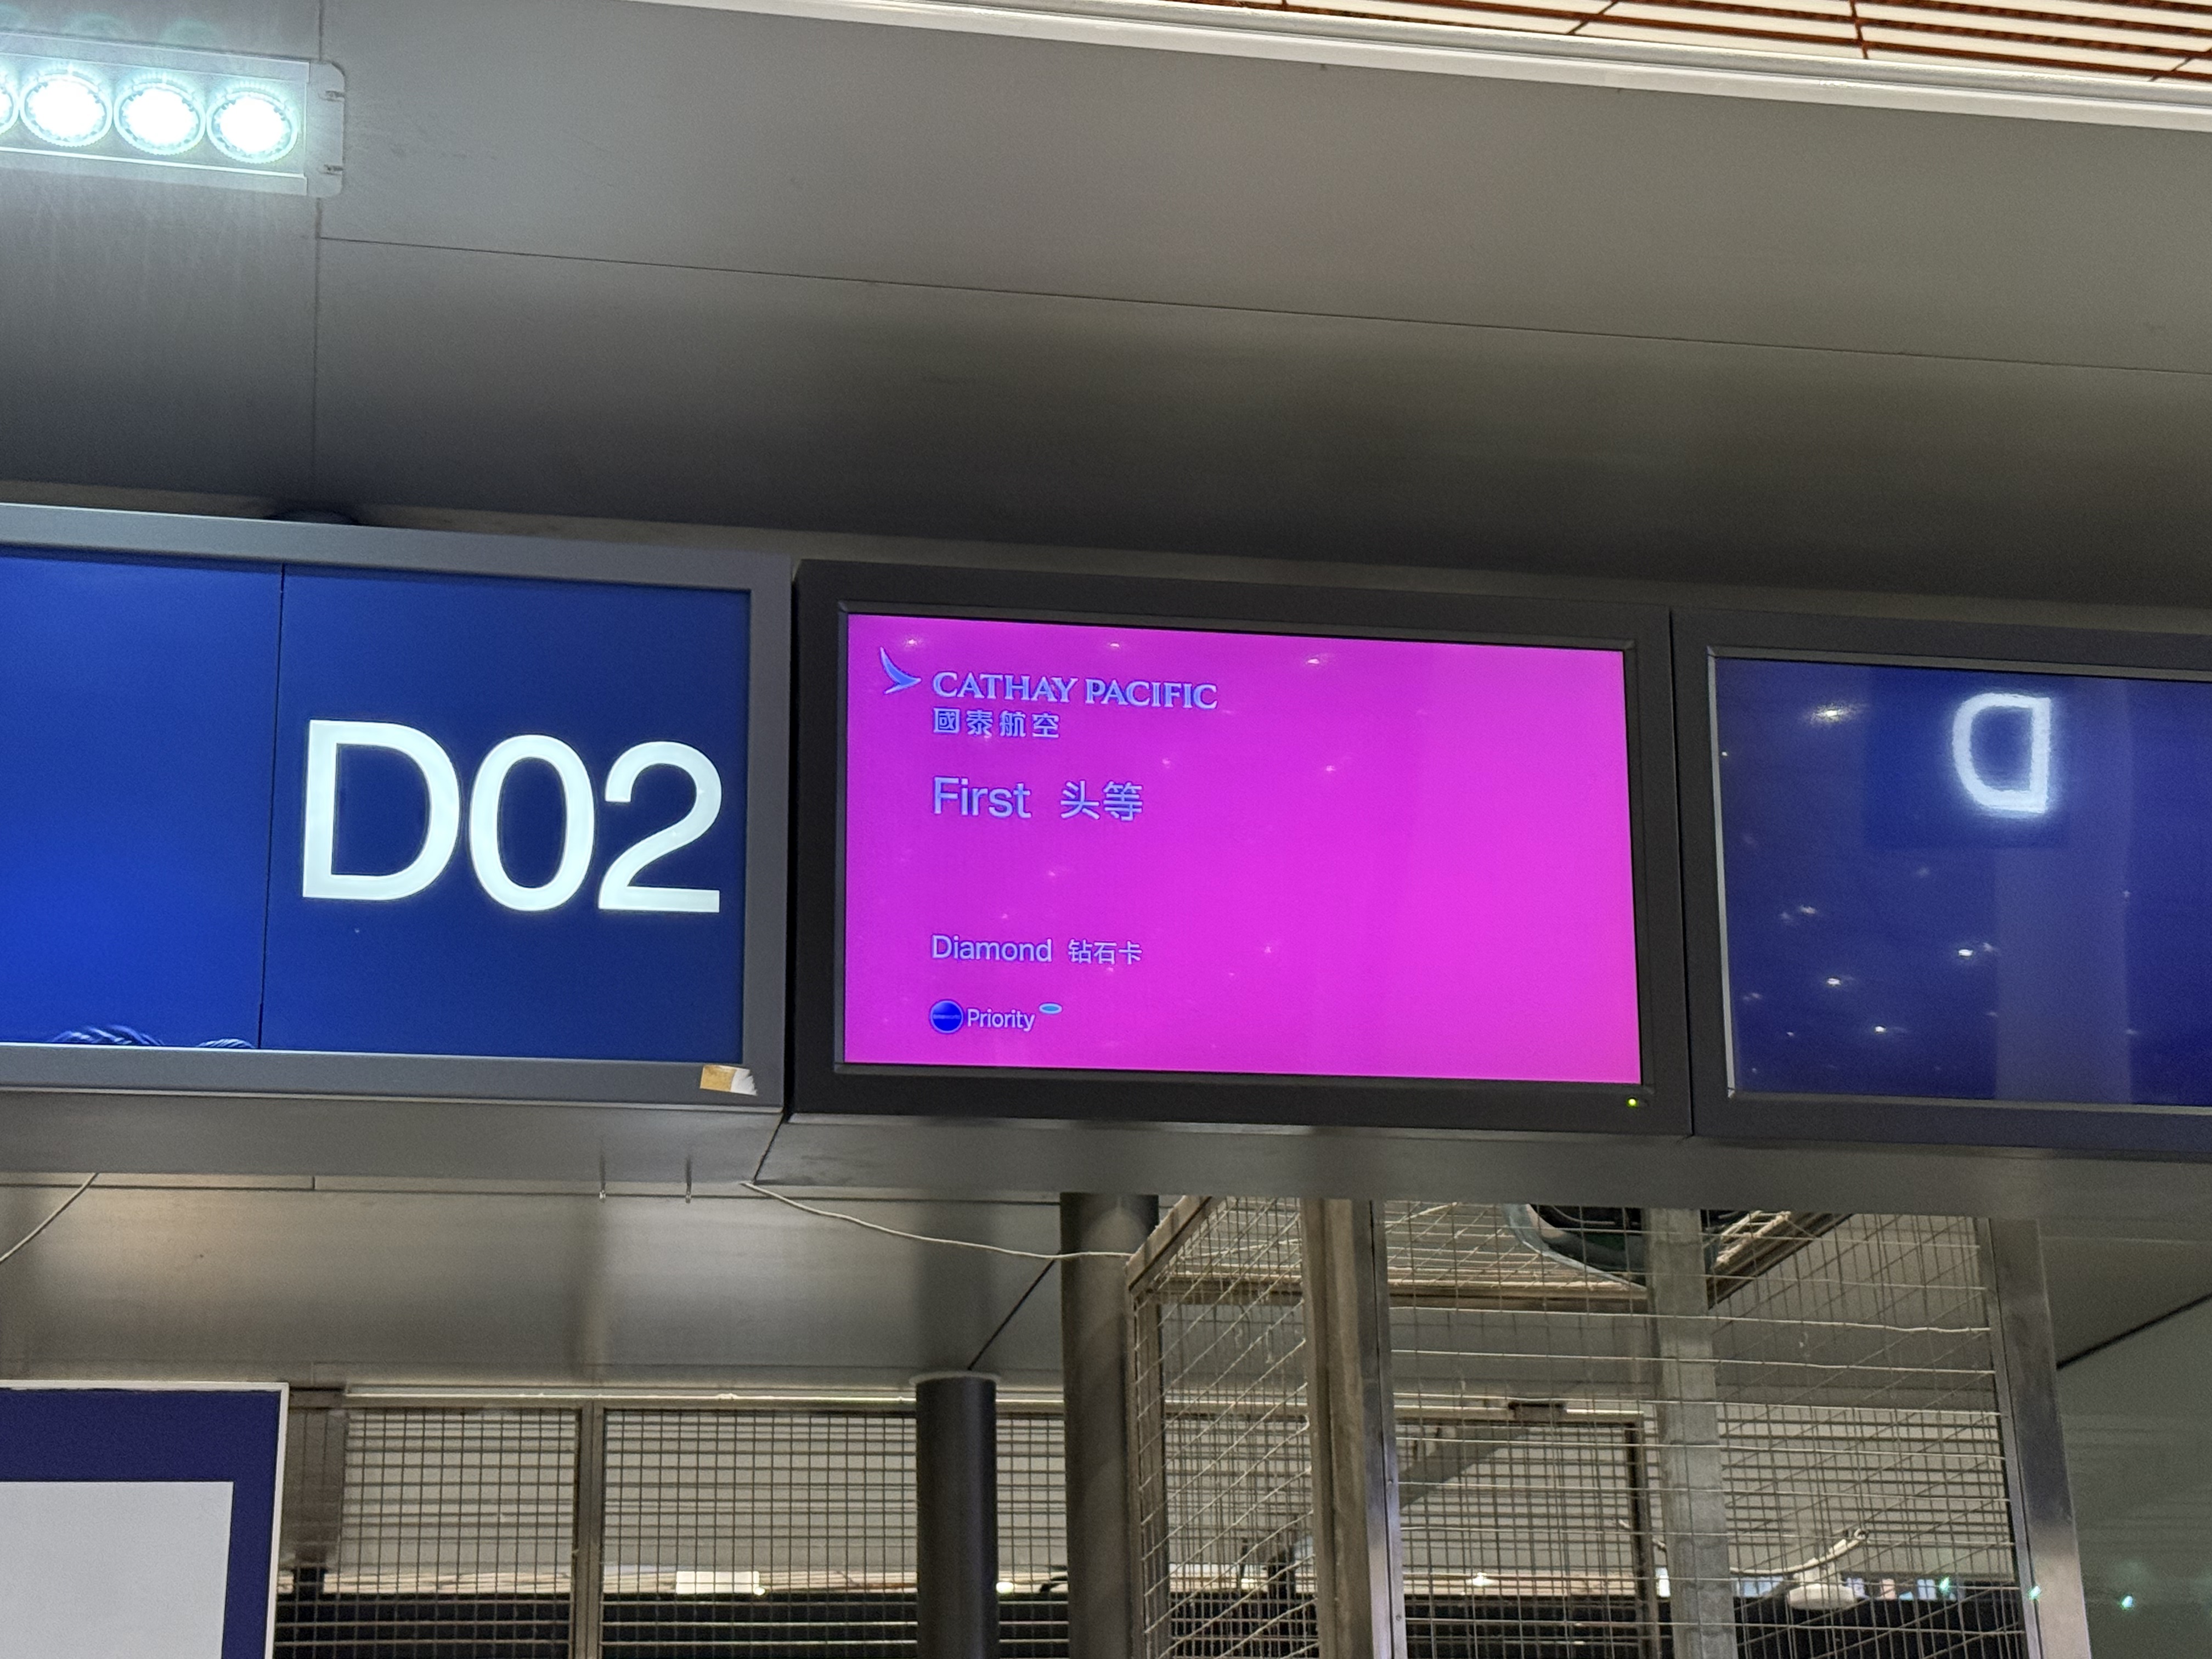 D02
CATHAY PACIFIC
國泰航空
First 头等
Diamond 钻石卡
Priority
D